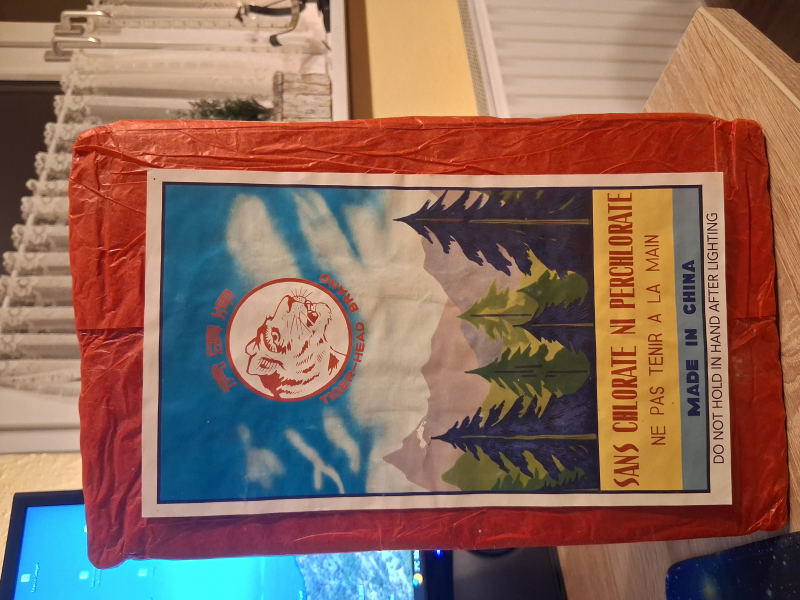 TIGER-HEAD BRAND
SANS CHLORATE NI PERCHLORATE
NE PAS TENIR A LA MAIN
MADE IN CHINA
DO NOT HOLD IN HAND AFTER LIGHTING